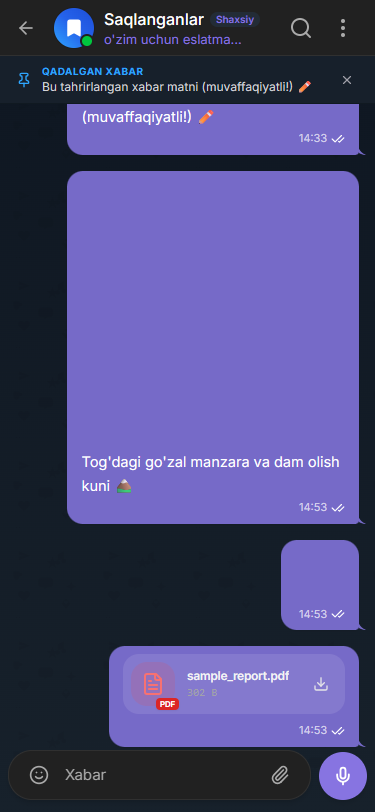 Saqlanganlar Shaxsiy
o'zim uchun eslatma...
QADALGAN XABAR
Bu tahrirlangan xabar matni (muvaffaqiyatli!)
(muvaffaqiyatli!)
14:33
Tog'dagi go'zal manzara va dam olish
kuni
14:53
14:53
sample_report.pdf
302 B
PDF
14:53
Xabar